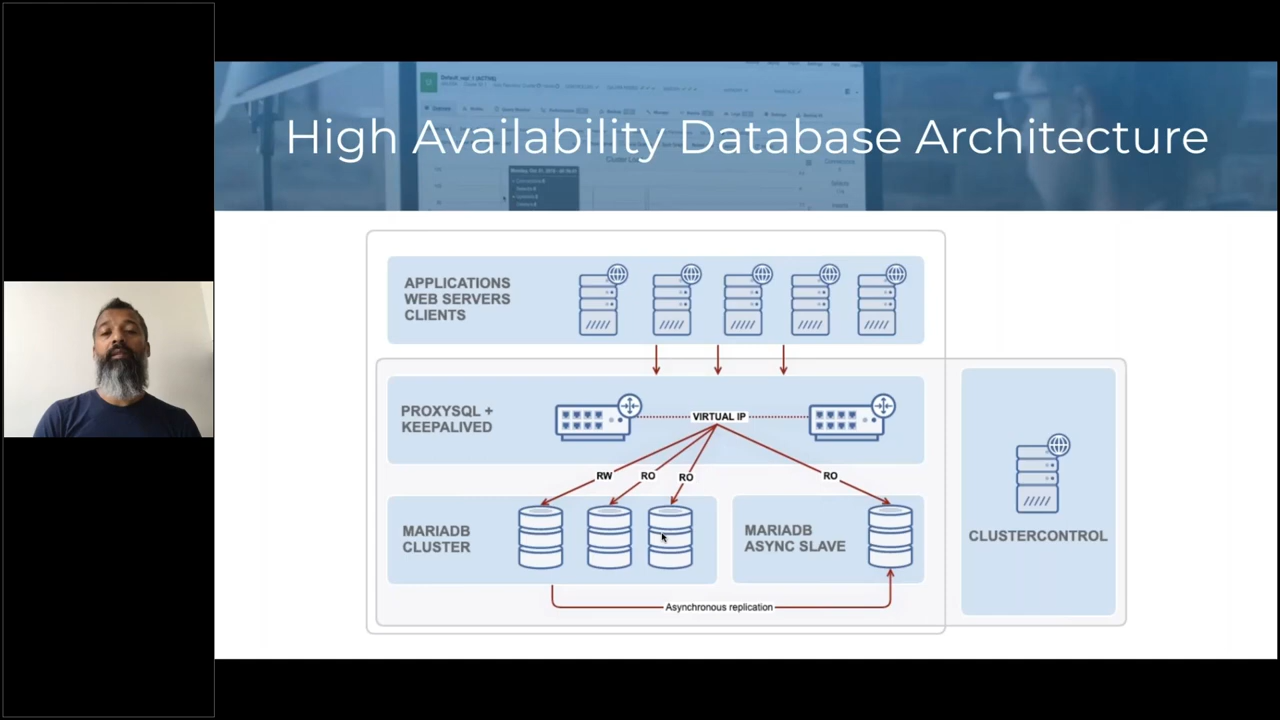 High Availability Database Architecture
APPLICATIONS
WEB SERVERS
CLIENTS
PROXYSQL +
KEEPALIVED
VIRTUAL IP
RW
RO
RO
RO
MARIADB
CLUSTER
MARIADB
ASYNC SLAVE
CLUSTERCONTROL
Asynchronous replication